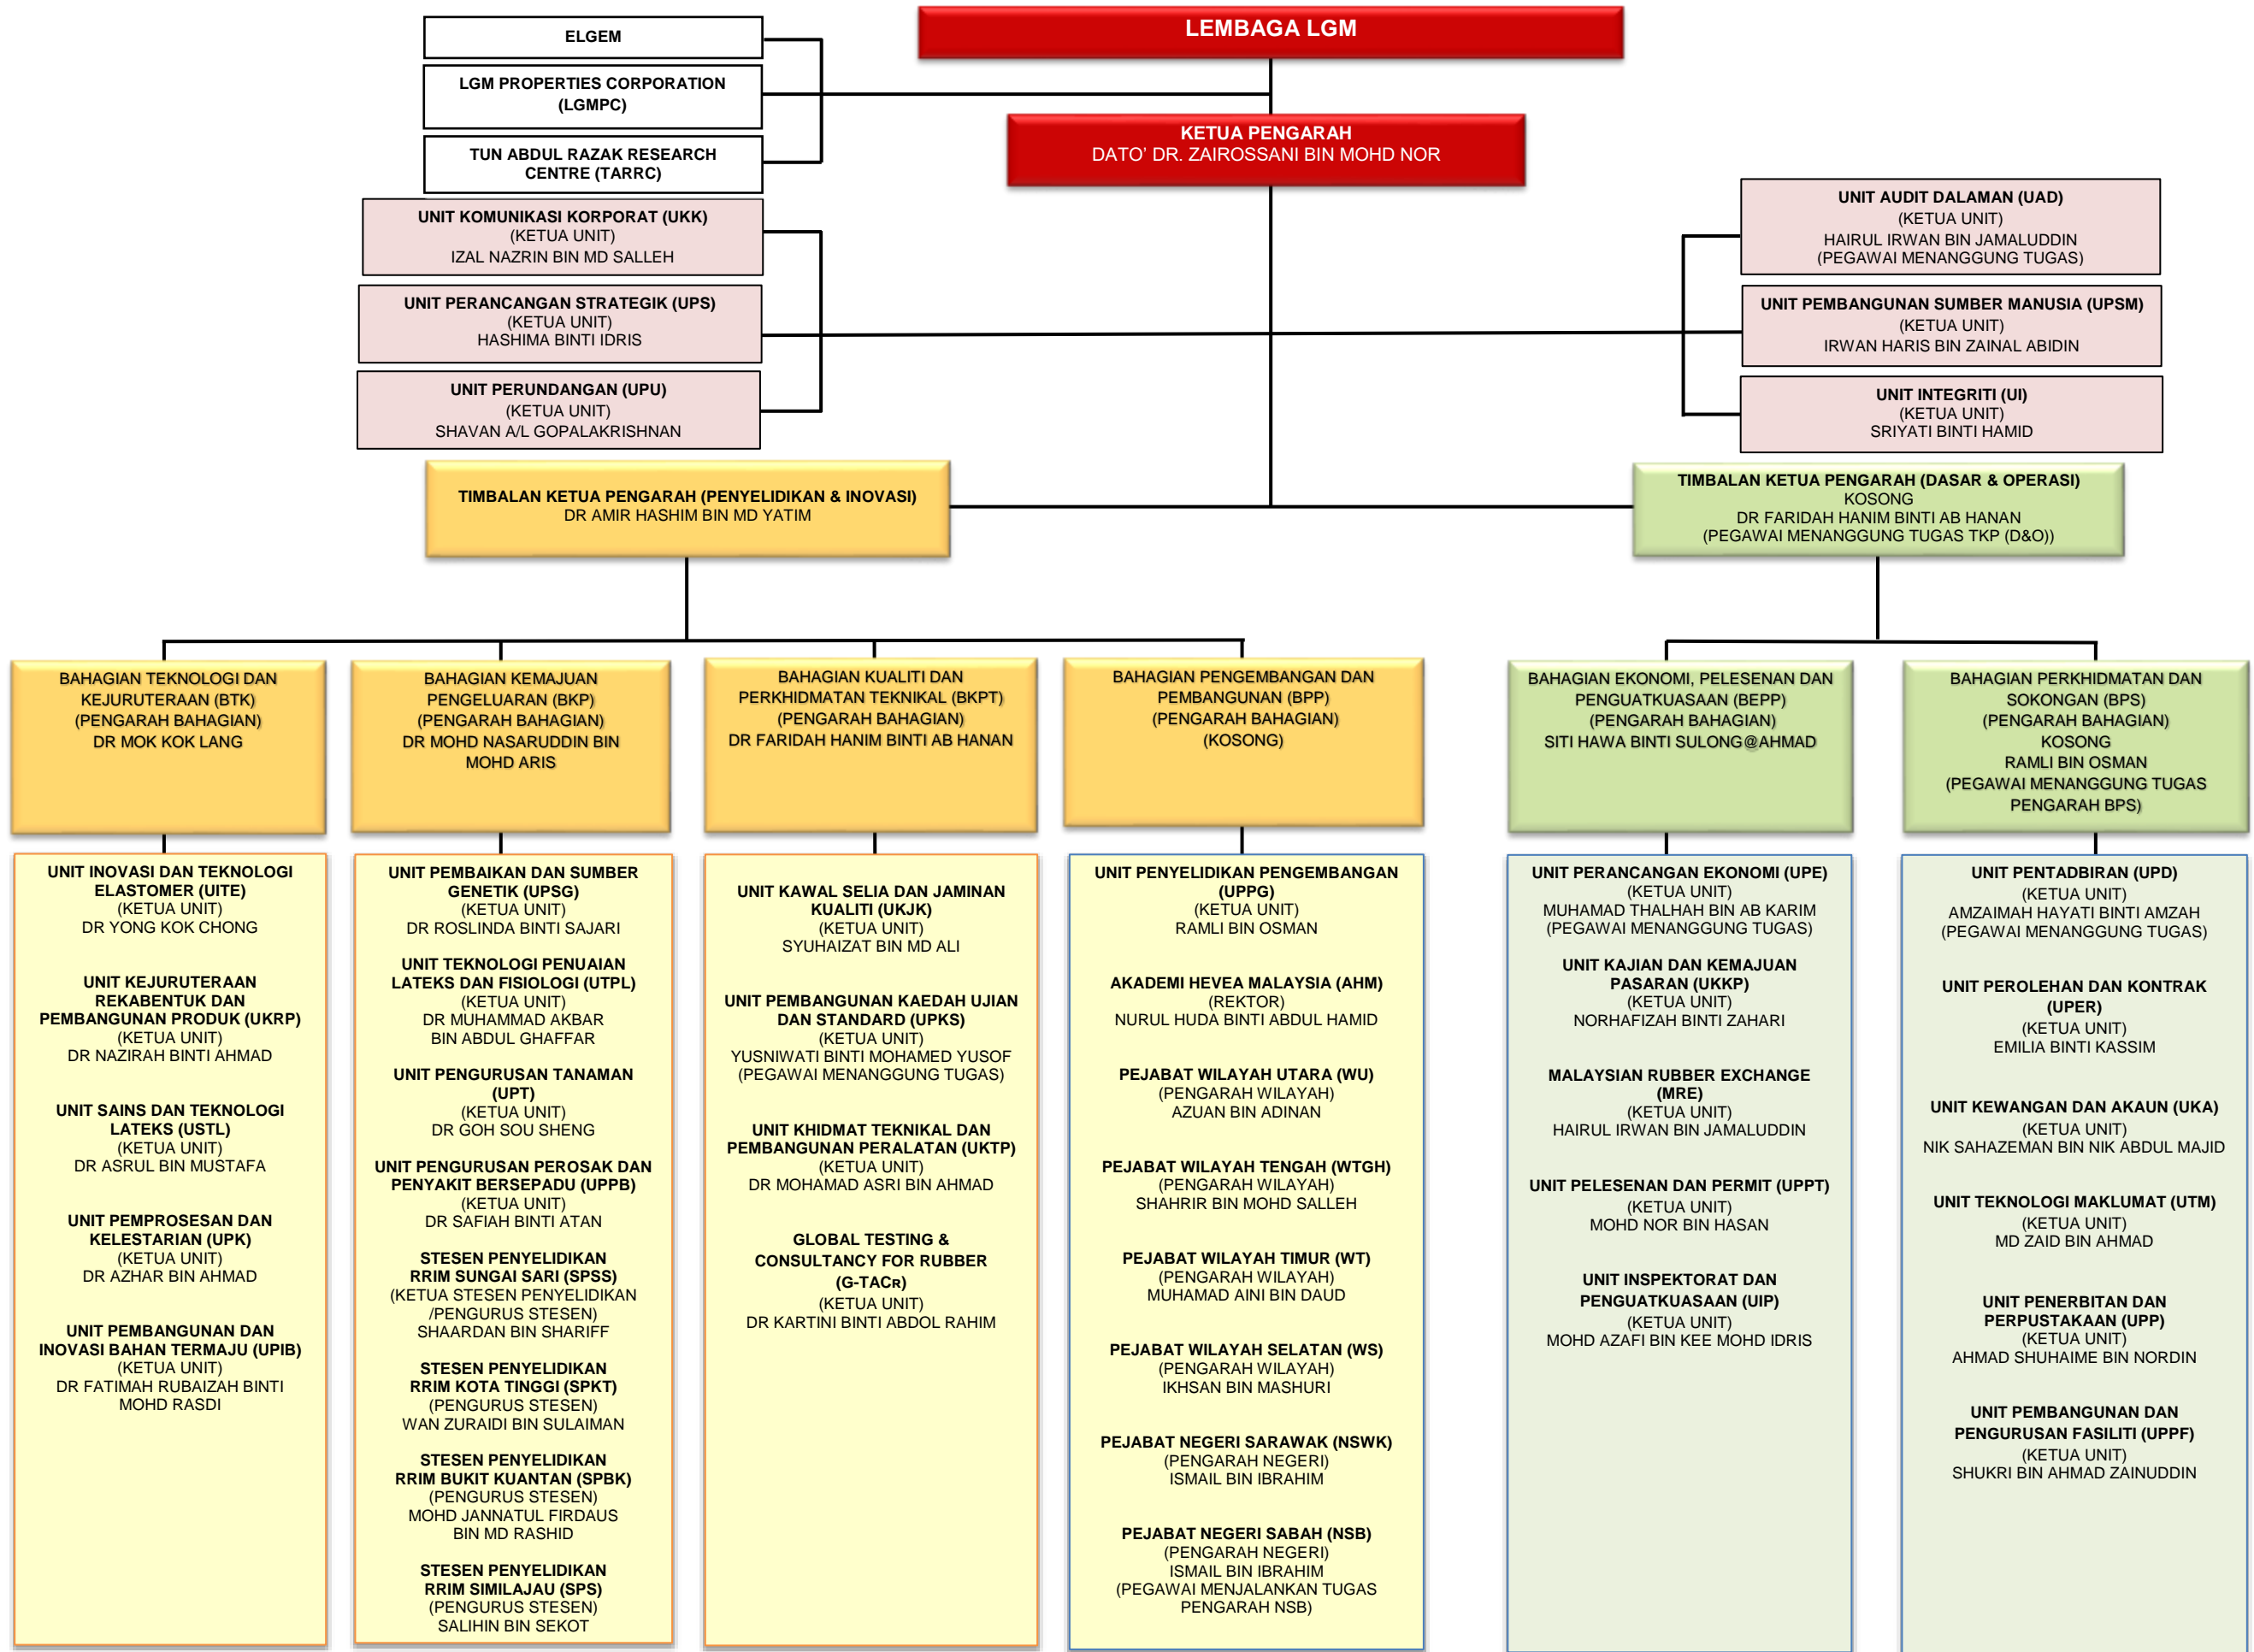 LEMBAGA LGM
ELGEM
LGM PROPERTIES CORPORATION
(LGMPC)
TUN ABDUL RAZAK RESEARCH
CENTRE (TARRC)
KETUA PENGARAH
DATO' DR. ZAIROSSANI BIN MOHD NOR
UNIT KOMUNIKASI KORPORAT (UKK)
(KETUA UNIT)
IZAL NAZRIN BIN MD SALLEH
UNIT PERANCANGAN STRATEGIK (UPS)
(KETUA UNIT)
HASHIMA BINTI IDRIS
UNIT PERUNDANGAN (UPU)
(KETUA UNIT)
SHAVAN A/L GOPALAKRISHNAN
UNIT AUDIT DALAMAN (UAD)
(KETUA UNIT)
HAIRUL IRWAN BIN JAMALUDDIN
(PEGAWAI MENANGGUNG TUGAS)
UNIT PEMBANGUNAN SUMBER MANUSIA (UPSM)
(KETUA UNIT)
IRWAN HARIS BIN ZAINAL ABIDIN
UNIT INTEGRITI (UI)
(KETUA UNIT)
SRIYATI BINTI HAMID
TIMBALAN KETUA PENGARAH (PENYELIDIKAN & INOVASI)
DR AMIR HASHIM BIN MD YATIM
TIMBALAN KETUA PENGARAH (DASAR & OPERASI)
KOSONG
DR FARIDAH HANIM BINTI AB HANAN
(PEGAWAI MENANGGUNG TUGAS TKP (D&O))
BAHAGIAN TEKNOLOGI DAN
KEJURUTERAAN (BTK)
(PENGARAH BAHAGIAN)
DR MOK KOK LANG
BAHAGIAN KEMAJUAN
PENGELUARAN (BKP)
(PENGARAH BAHAGIAN)
DR MOHD NASARUDDIN BIN
MOHD ARIS
BAHAGIAN KUALITI DAN
PERKHIDMATAN TEKNIKAL (BKPT)
(PENGARAH BAHAGIAN)
DR FARIDAH HANIM BINTI AB HANAN
BAHAGIAN PENGEMBANGAN DAN
PEMBANGUNAN (BPP)
(PENGARAH BAHAGIAN)
(KOSONG)
BAHAGIAN EKONOMI, PELESENAN DAN
PENGUATKUASAAN (BEPP)
(PENGARAH BAHAGIAN)
SITI HAWA BINTI SULONG@AHMAD
BAHAGIAN PERKHIDMATAN DAN
SOKONGAN (BPS)
(PENGARAH BAHAGIAN)
KOSONG
RAMLI BIN OSMAN
(PEGAWAI MENANGGUNG TUGAS
PENGARAH BPS)
UNIT INOVASI DAN TEKNOLOGI
ELASTOMER (UITE)
(KETUA UNIT)
DR YONG KOK CHONG
UNIT KEJURUTERAAN
REKABENTUK DAN
PEMBANGUNAN PRODUK (UKRP)
(KETUA UNIT)
DR NAZIRAH BINTI AHMAD
UNIT SAINS DAN TEKNOLOGI
LATEKS (USTL)
(KETUA UNIT)
DR ASRUL BIN MUSTAFA
UNIT PEMPROSESAN DAN
KELESTARIAN (UPK)
(KETUA UNIT)
DR AZHAR BIN AHMAD
UNIT PEMBANGUNAN DAN
INOVASI BAHAN TERMAJU (UPIB)
(KETUA UNIT)
DR FATIMAH RUBAIZAH BINTI
MOHD RASDI
UNIT PEMBAIKAN DAN SUMBER
GENETIK (UPSG)
(KETUA UNIT)
DR ROSLINDA BINTI SAJARI
UNIT TEKNOLOGI PENUAIAN
LATEKS DAN FISIOLOGI (UTPL)
(KETUA UNIT)
DR MUHAMMAD AKBAR
BIN ABDUL GHAFFAR
UNIT PENGURUSAN TANAMAN
(UPT)
(KETUA UNIT)
DR GOH SOU SHENG
UNIT PENGURUSAN PEROSAK DAN
PENYAKIT BERSEPADU (UPPB)
(KETUA UNIT)
DR SAFIAH BINTI ATAN
STESEN PENYELIDIKAN
RRIM SUNGAI SARI (SPSS)
(KETUA STESEN PENYELIDIKAN
/PENGURUS STESEN)
SHAARDAN BIN SHARIFF
STESEN PENYELIDIKAN
RRIM KOTA TINGGI (SPKT)
(PENGURUS STESEN)
WAN ZURAIDI BIN SULAIMAN
STESEN PENYELIDIKAN
RRIM BUKIT KUANTAN (SPBK)
(PENGURUS STESEN)
MOHD JANNATUL FIRDAUS
BIN MD RASHID
STESEN PENYELIDIKAN
RRIM SIMILAJAU (SPS)
(PENGURUS STESEN)
SALIHIN BIN SEKOT
UNIT KAWAL SELIA DAN JAMINAN
KUALITI (UKJK)
(KETUA UNIT)
SYUHAIZAT BIN MD ALI
UNIT PEMBANGUNAN KAEDAH UJIAN
DAN STANDARD (UPKS)
(KETUA UNIT)
YUSNIWATI BINTI MOHAMED YUSOF
(PEGAWAI MENANGGUNG TUGAS)
UNIT KHIDMAT TEKNIKAL DAN
PEMBANGUNAN PERALATAN (UKTP)
(KETUA UNIT)
DR MOHAMAD ASRI BIN AHMAD
GLOBAL TESTING &
CONSULTANCY FOR RUBBER
(G-TACR)
(KETUA UNIT)
DR KARTINI BINTI ABDOL RAHIM
UNIT PENYELIDIKAN PENGEMBANGAN
(UPPG)
(KETUA UNIT)
RAMLI BIN OSMAN
AKADEMI HEVEA MALAYSIA (AHM)
(REKTOR)
NURUL HUDA BINTI ABDUL HAMID
PEJABAT WILAYAH UTARA (WU)
(PENGARAH WILAYAH)
AZUAN BIN ADINAN
PEJABAT WILAYAH TENGAH (WTGH)
(PENGARAH WILAYAH)
SHAHRIR BIN MOHD SALLEH
PEJABAT WILAYAH TIMUR (WT)
(PENGARAH WILAYAH)
MUHAMAD AINI BIN DAUD
PEJABAT WILAYAH SELATAN (WS)
(PENGARAH WILAYAH)
IKHSAN BIN MASHURI
PEJABAT NEGERI SARAWAK (NSWK)
(PENGARAH NEGERI)
ISMAIL BIN IBRAHIM
PEJABAT NEGERI SABAH (NSB)
(PENGARAH NEGERI)
ISMAIL BIN IBRAHIM
(PEGAWAI MENJALANKAN TUGAS
PENGARAH NSB)
UNIT PERANCANGAN EKONOMI (UPE)
(KETUA UNIT)
MUHAMAD THALHAH BIN AB KARIM
(PEGAWAI MENANGGUNG TUGAS)
UNIT KAJIAN DAN KEMAJUAN
PASARAN (UKKP)
(KETUA UNIT)
NORHAFIZAH BINTI ZAHARI
MALAYSIAN RUBBER EXCHANGE
(MRE)
(KETUA UNIT)
HAIRUL IRWAN BIN JAMALUDDIN
UNIT PELESENAN DAN PERMIT (UPPT)
(KETUA UNIT)
MOHD NOR BIN HASAN
UNIT INSPEKTORAT DAN
PENGUATKUASAAN (UIP)
(KETUA UNIT)
MOHD AZAFI BIN KEE MOHD IDRIS
UNIT PENTADBIRAN (UPD)
(KETUA UNIT)
AMZAIMAH HAYATI BINTI AMZAH
(PEGAWAI MENANGGUNG TUGAS)
UNIT PEROLEHAN DAN KONTRAK
(UPER)
(KETUA UNIT)
EMILIA BINTI KASSIM
UNIT KEWANGAN DAN AKAUN (UKA)
(KETUA UNIT)
NIK SAHAZEMAN BIN NIK ABDUL MAJID
UNIT TEKNOLOGI MAKLUMAT (UTM)
(KETUA UNIT)
MD ZAID BIN AHMAD
UNIT PENERBITAN DAN
PERPUSTAKAAN (UPP)
(KETUA UNIT)
AHMAD SHUHAIME BIN NORDIN
UNIT PEMBANGUNAN DAN
PENGURUSAN FASILITI (UPPF)
(KETUA UNIT)
SHUKRI BIN AHMAD ZAINUDDIN